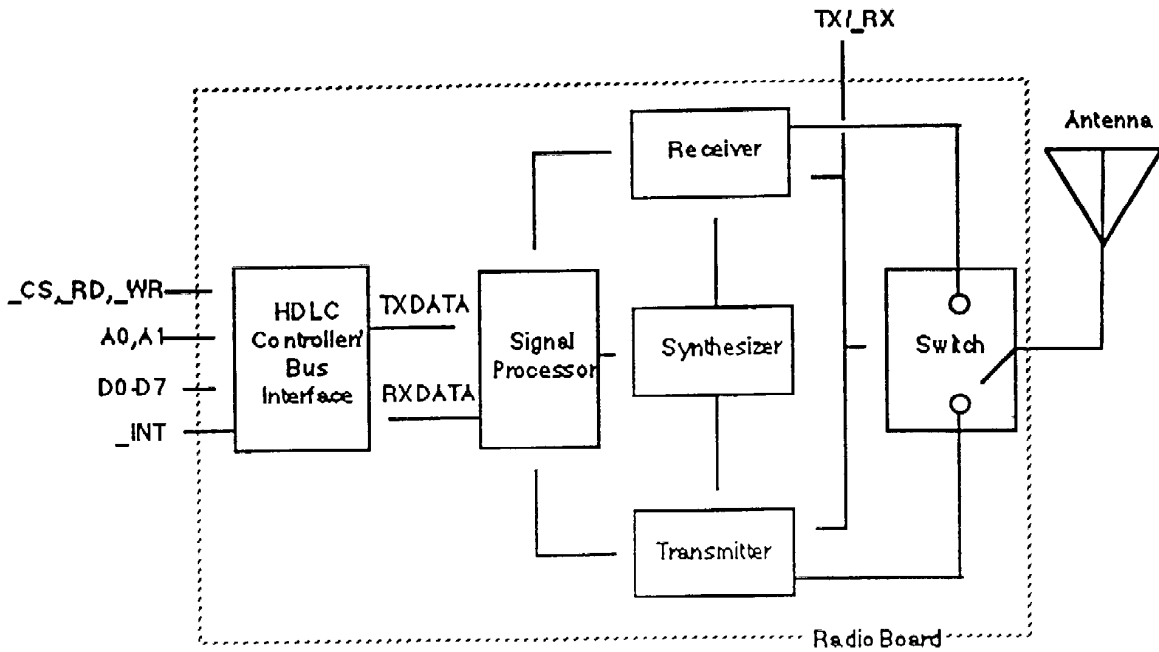 TX/_RX
Antenna
Receiver
_CS,_RD,_WR
A0,A1
D0-D7
_INT
HDLC
Controller/
Bus
Interface
TXDATA
RXDATA
Signal
Processor
Synthesizer
Switch
Transmitter
Radio Board